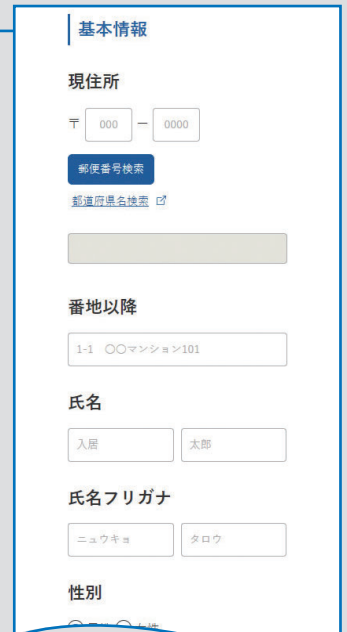 基本情報
現住所
〒 000 ー 0000
郵便番号検索
都道府県名検索
番地以降
1-1 〇〇マンション101
氏名
入居 太郎
氏名フリガナ
ニュウキョ タロウ
性別